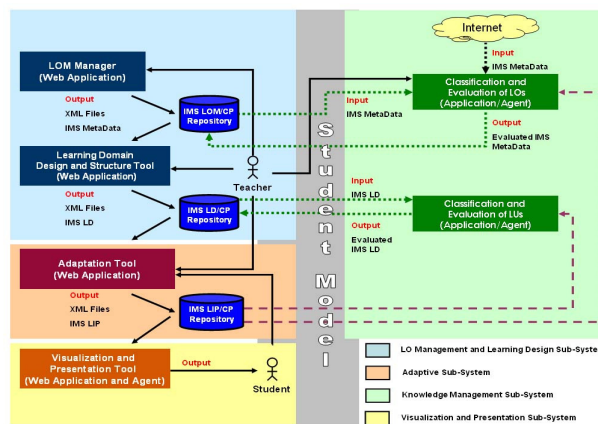 LOM Manager
(Web Application)
Output
XML Files
IMS MetaData
IMS LOM/CP
Repository
Learning Domain
Design and Structure Tool
(Web Application)
Output
XML Files
IMS LD
IMS LD/CP
Repository
Teacher
Adaptation Tool
(Web Application)
Output
XML Files
IMS LIP
IMS LIP/CP
Repository
Visualization and
Presentation Tool
(Web Application and Agent)
Output
Student
Student Model
Internet
Input
IMS MetaData
Classification and
Evaluation of LOs
(Application/Agent)
Input
IMS MetaData
Output
Evaluated IMS
MetaData
Input
IMS LD
Output
Evaluated
IMS LD
Classification and
Evaluation of LUs
(Application/Agent)
LO Management and Learning Design Sub-Syste
Adaptive Sub-System
Knowledge Management Sub-System
Visualization and Presentation Sub-System